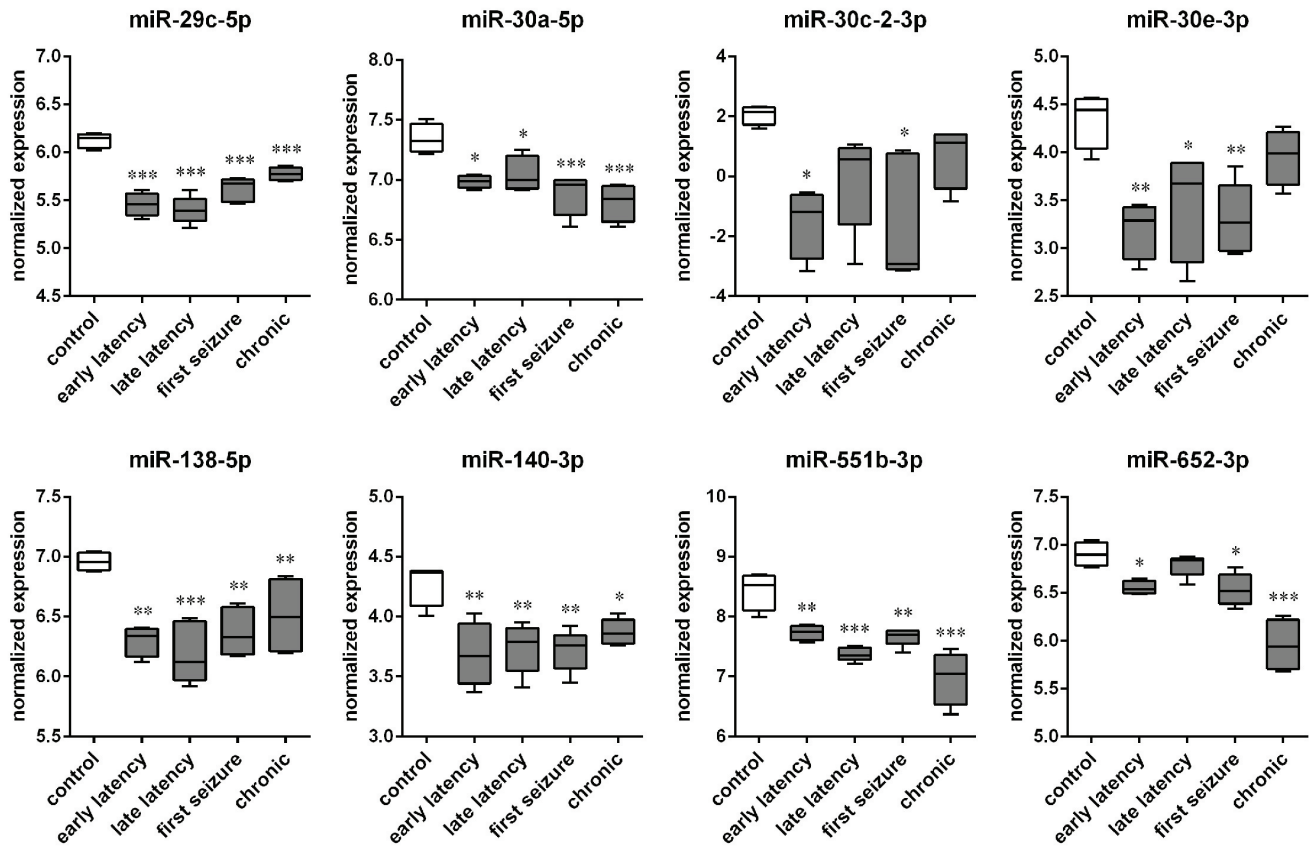 miR-29c-5p
normalized expression
7.0
6.5
6.0
5.5
5.0
4.5
***
***
***
***
control
early latency
late latency
first seizure
chronic
miR-30a-5p
normalized expression
8.0
7.5
7.0
6.5
6.0
*
*
***
***
control
early latency
late latency
first seizure
chronic
miR-30c-2-3p
normalized expression
4
2
0
-2
-4
*
*
control
early latency
late latency
first seizure
chronic
miR-30e-3p
normalized expression
5.0
4.5
4.0
3.5
3.0
2.5
**
*
**
control
early latency
late latency
first seizure
chronic
miR-138-5p
normalized expression
7.5
7.0
6.5
6.0
5.5
**
***
**
**
control
early latency
late latency
first seizure
chronic
miR-140-3p
normalized expression
5.0
4.5
4.0
3.5
3.0
**
**
**
*
control
early latency
late latency
first seizure
chronic
miR-551b-3p
normalized expression
10
9
8
7
6
**
***
**
***
control
early latency
late latency
first seizure
chronic
miR-652-3p
normalized expression
7.5
7.0
6.5
6.0
5.5
5.0
*
*
***
control
early latency
late latency
first seizure
chronic